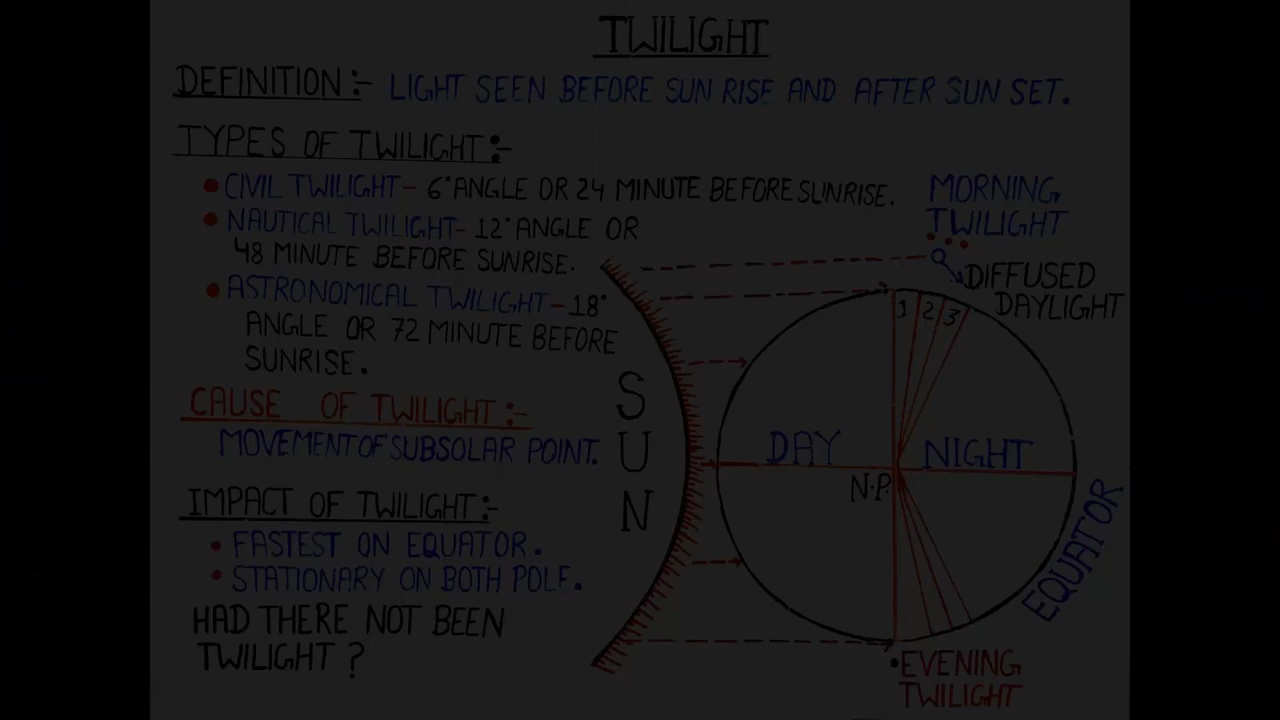 TWILIGHT
DEFINITION:- LIGHT SEEN BEFORE SUN RISE AND AFTER SUN SET.
TYPES OF TWILIGHT:-
• CIVIL TWILIGHT- 6° ANGLE OR 24 MINUTE BEFORE SUNRISE.
• NAUTICAL TWILIGHT- 12° ANGLE OR
48 MINUTE BEFORE SUNRISE.
• ASTRONOMICAL TWILIGHT- 18°
ANGLE OR 72 MINUTE BEFORE
SUNRISE.
CAUSE OF TWILIGHT:-
MOVEMENT OF SUBSOLAR POINT.
IMPACT OF TWILIGHT:-
• FASTEST ON EQUATOR.
• STATIONARY ON BOTH POLE.
HAD THERE NOT BEEN
TWILIGHT?
SUN
MORNING
TWILIGHT
DIFFUSED
DAYLIGHT
1 2 3
DAY
NIGHT
N.P.
EQUATOR
EVENING
TWILIGHT